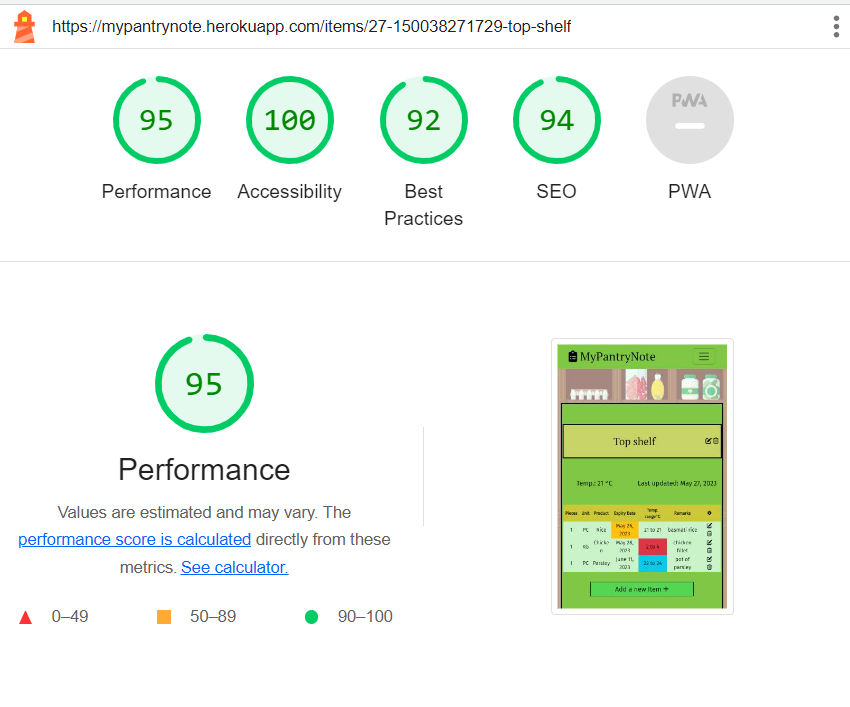 https://mypantrynote.herokuapp.com/items/27-150038271729-top-shelf
95
100
92
94
PWA
Performance
Accessibility
Best
Practices
SEO
PWA
95
Performance
Values are estimated and may vary. The
performance score is calculated directly from these
metrics. See calculator.
0–49
50–89
90–100
MyPantryNote
Top shelf
Temp.: 21 °C
Last updated: May 27, 2023
Pieces Unit Product Expiry Date Temp. range°C Remarks
1 PC Rice May 26, 2023 21 to 21 basmati rice
1 KG Chicke n May 28, 2023 chicken fillet
1 PC Parsley June 11, 2023 22 to 24 pot of parsley
Add a new item +